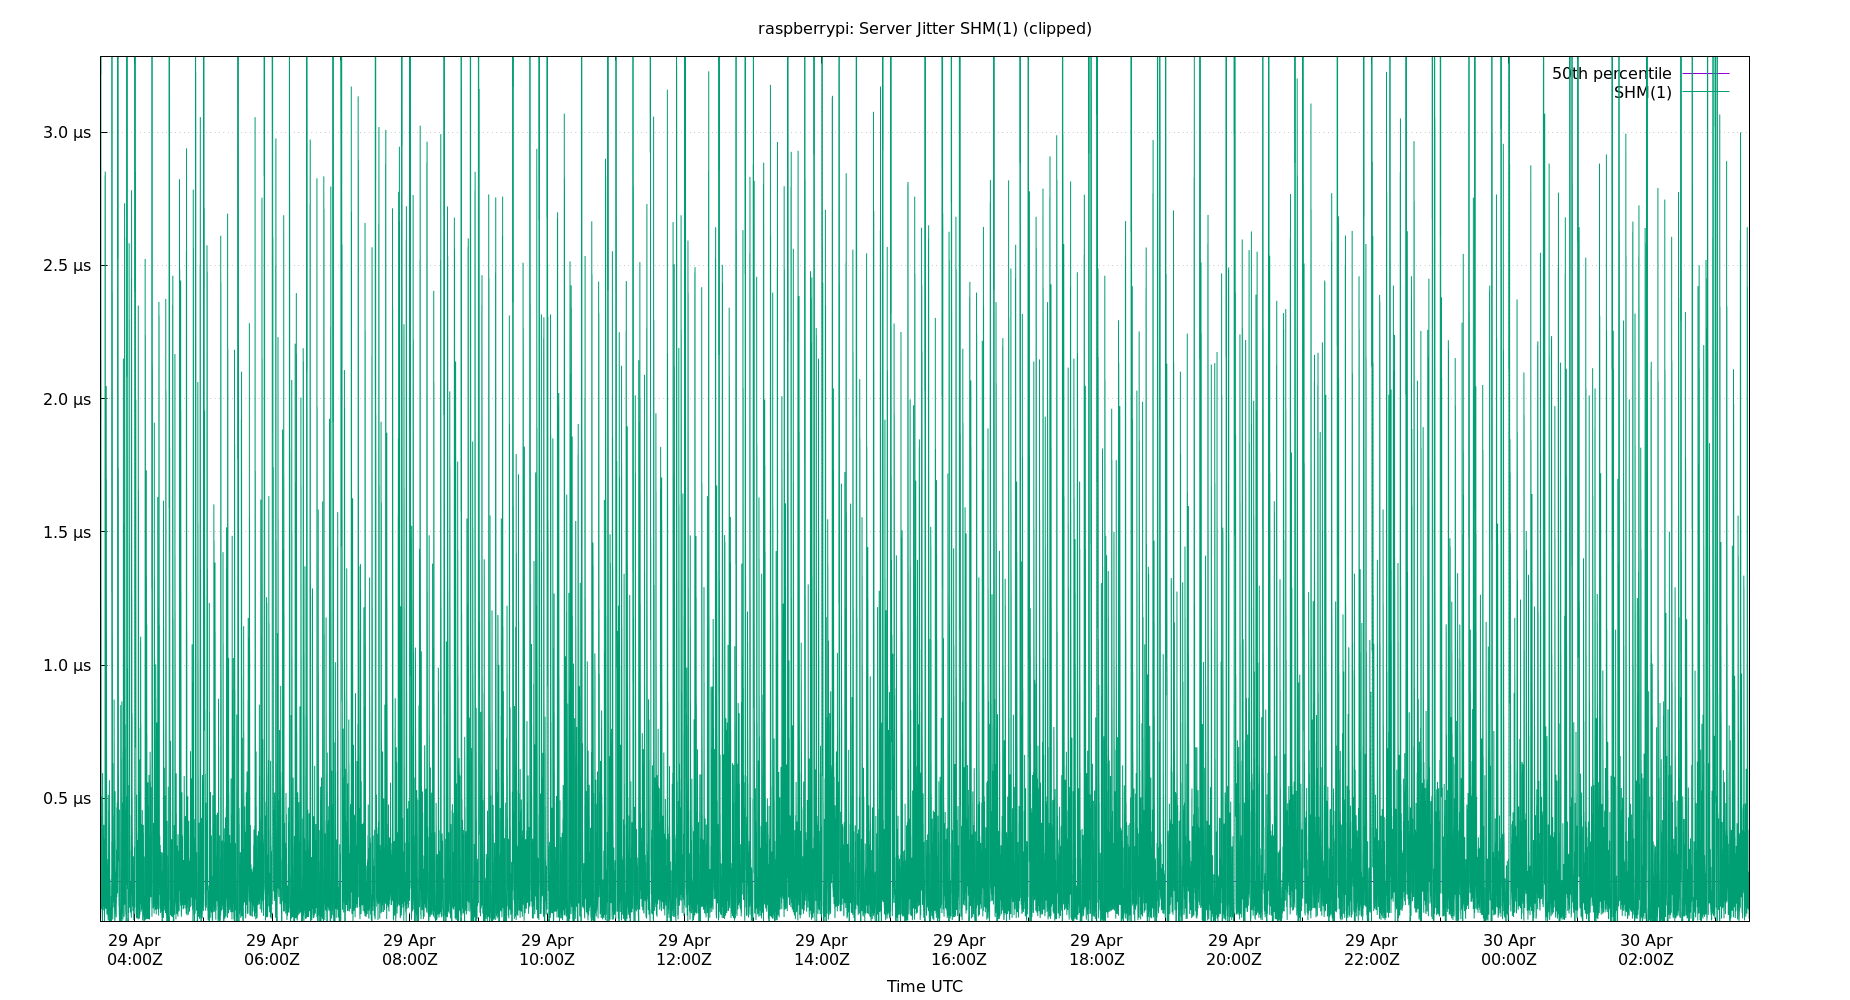 raspberrypi: Server Jitter SHM(1) (clipped)
50th percentile
SHM(1)
3.0 µs
2.5 µs
2.0 µs
1.5 µs
1.0 µs
0.5 µs
29 Apr 29 Apr 29 Apr 29 Apr 29 Apr 29 Apr 29 Apr 29 Apr 29 Apr 29 Apr 30 Apr 30 Apr
04:00Z 06:00Z 08:00Z 10:00Z 12:00Z 14:00Z 16:00Z 18:00Z 20:00Z 22:00Z 00:00Z 02:00Z
Time UTC